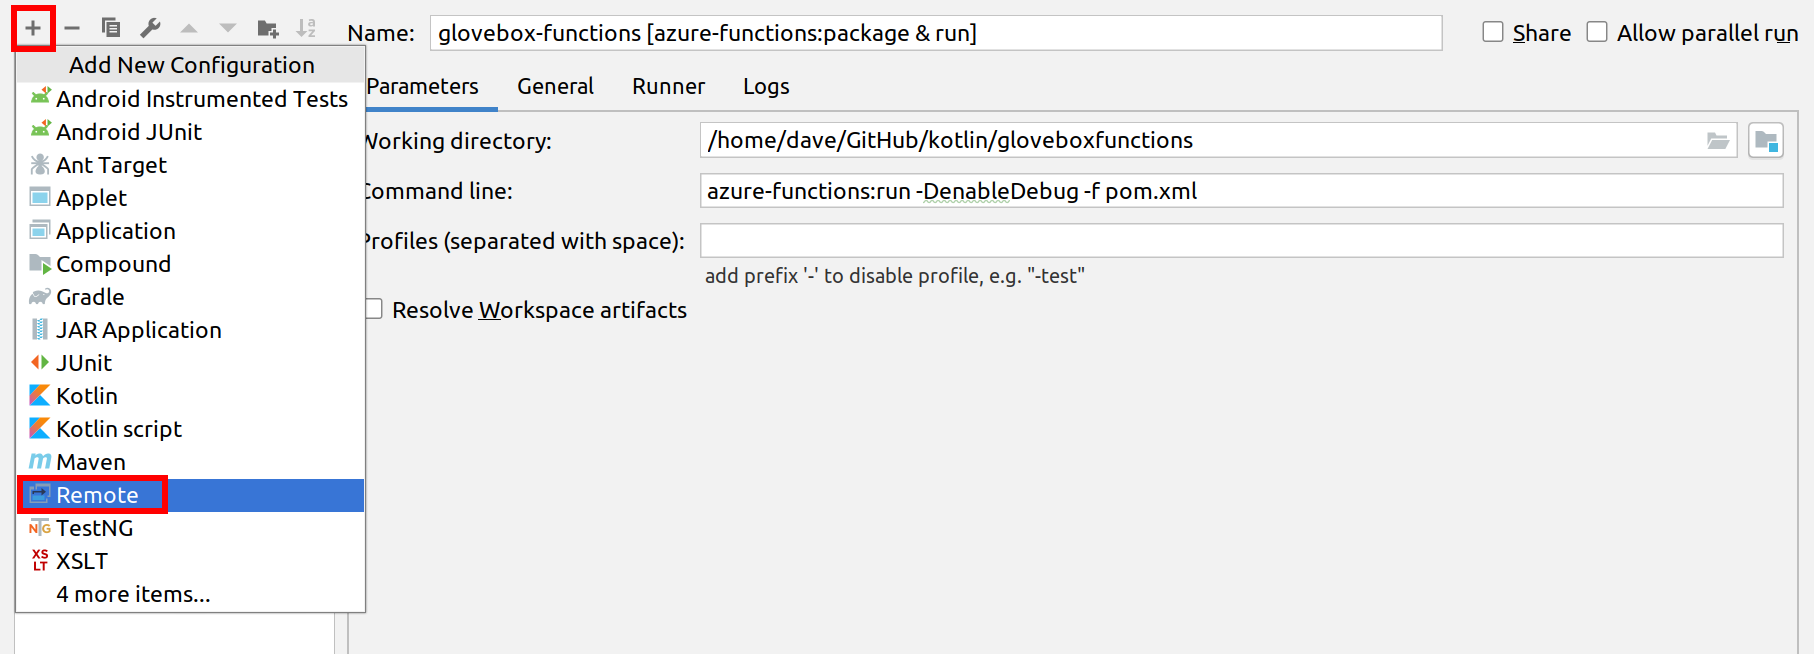 Name: glovebox-functions [azure-functions:package & run] Share Allow parallel run
Add New Configuration
Android Instrumented Tests
Android JUnit
Ant Target
Applet
Application
Compound
Gradle
JAR Application
JUnit
Kotlin
Kotlin script
Maven
Remote
TestNG
XSLT
4 more items...
Parameters General Runner Logs
Working directory: /home/dave/GitHub/kotlin/gloveboxfunctions
Command line: azure-functions:run -DenableDebug -f pom.xml
Profiles (separated with space):
add prefix '-' to disable profile, e.g. "-test"
Resolve Workspace artifacts